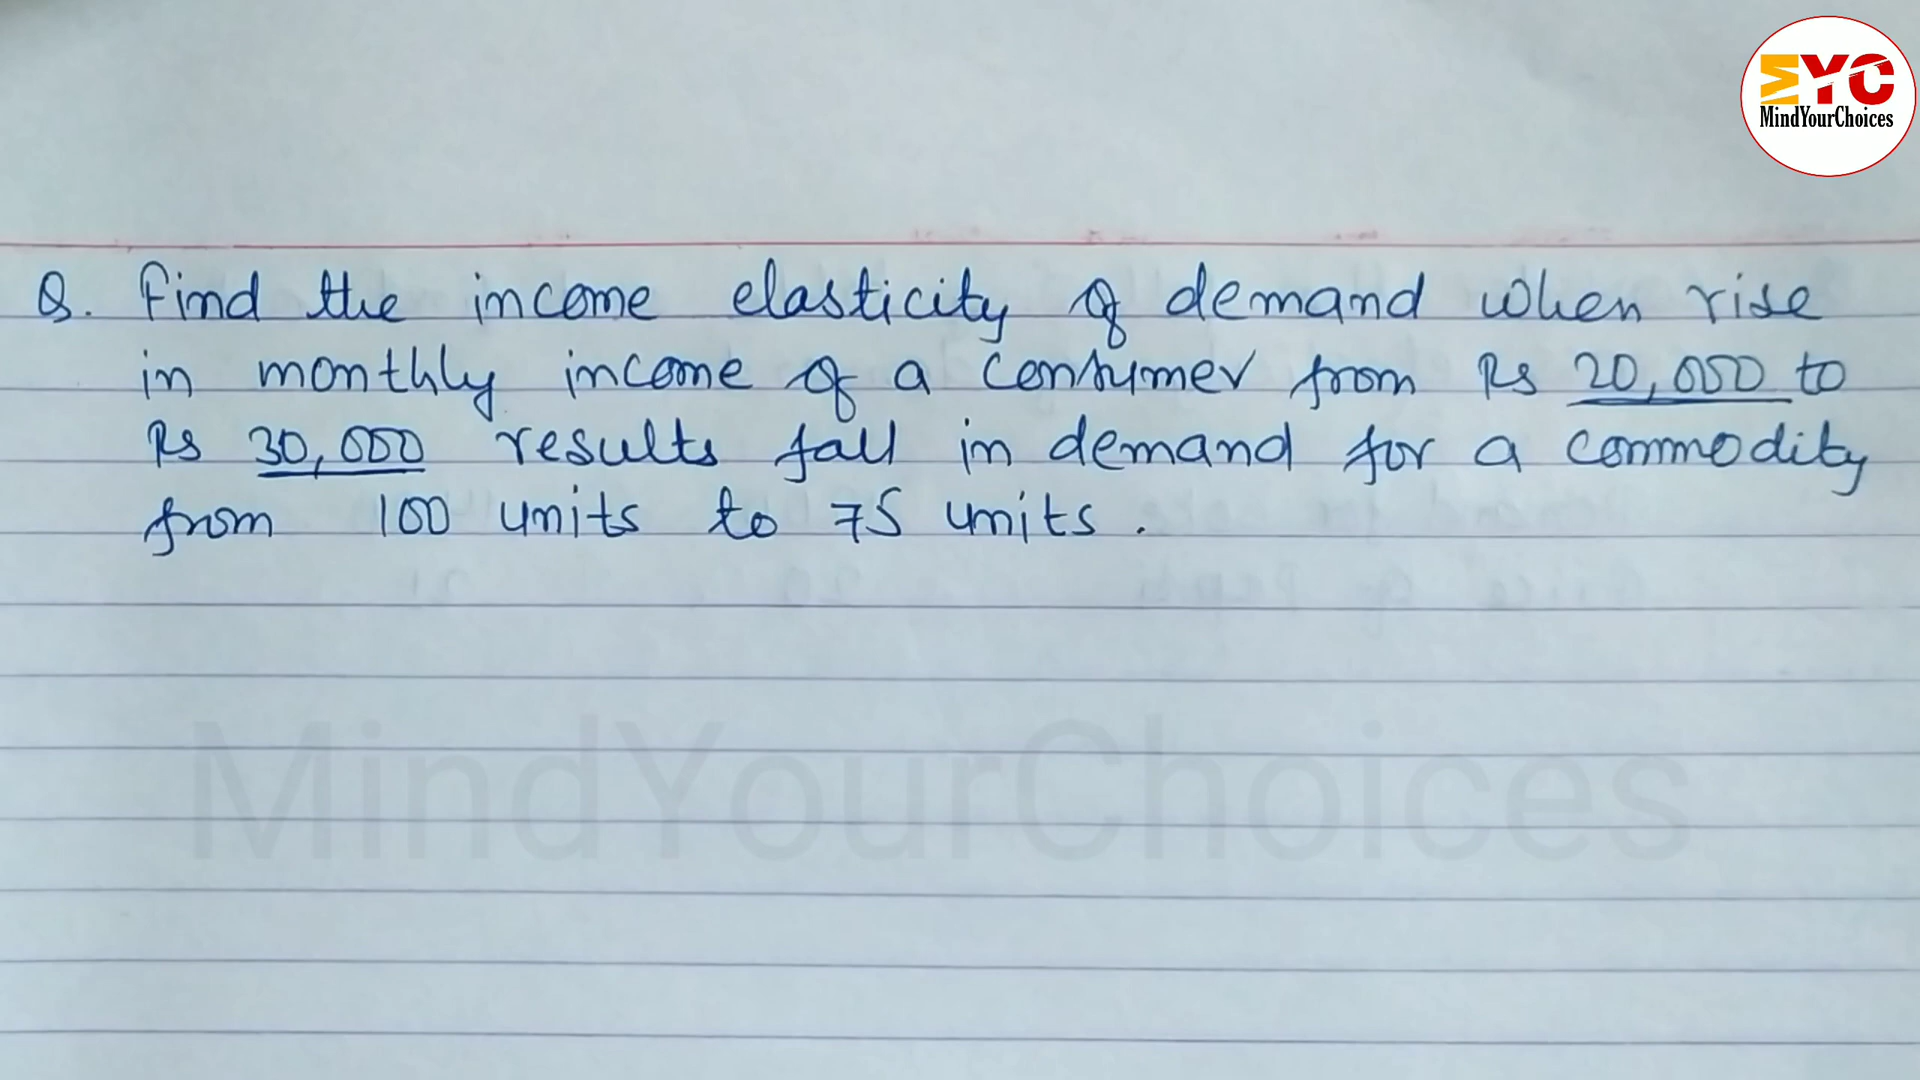 MYC
MindYourChoices
Q. Find the income elasticity of demand when rise
in monthly income of a consumer from Rs 20,000 to
Rs 30,000 results fall in demand for a commodity
from 100 units to 75 units.
MindYourChoices